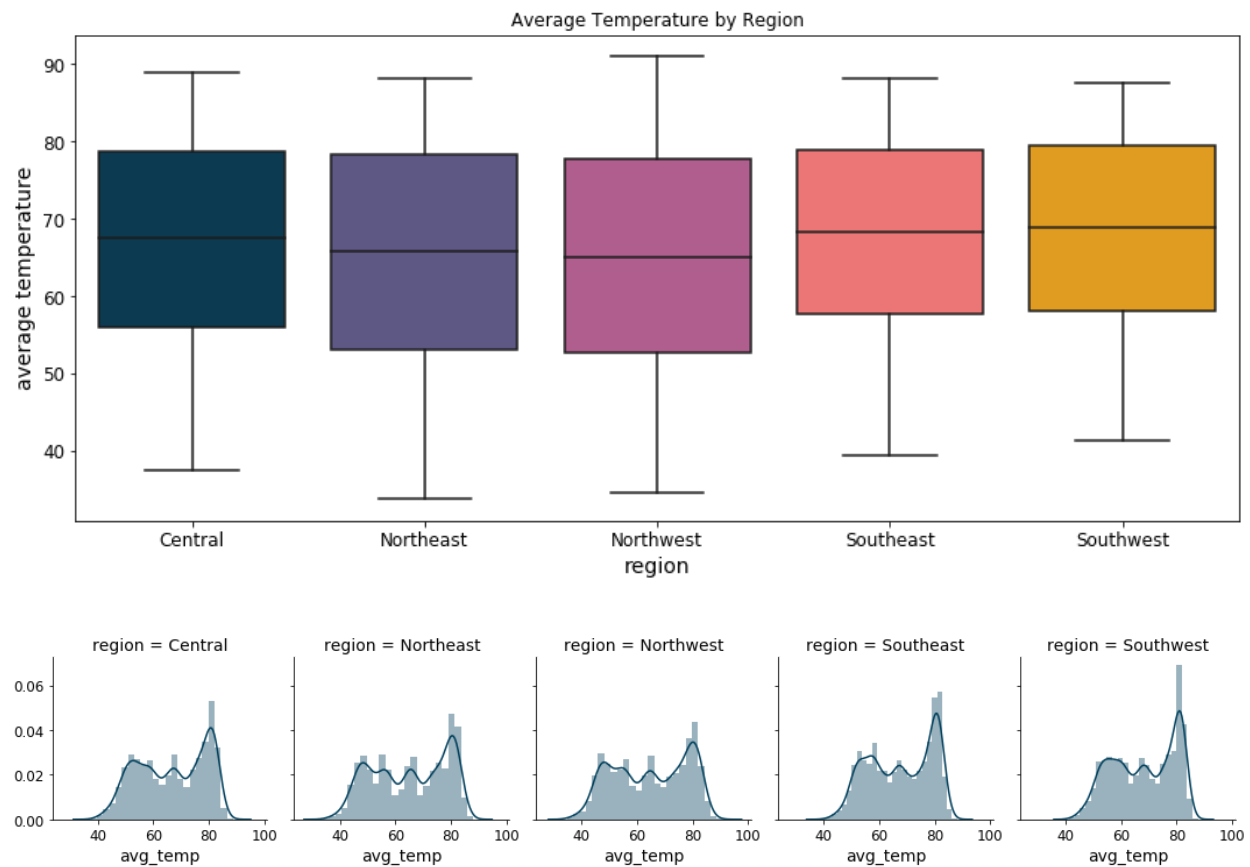 Average Temperature by Region
average temperature
90
80
70
60
50
40
Central Northeast Northwest Southeast Southwest
region
region = Central region = Northeast region = Northwest region = Southeast region = Southwest
0.06
0.04
0.02
0.00
40 60 80 100 40 60 80 100 40 60 80 100 40 60 80 100 40 60 80 100
avg_temp avg_temp avg_temp avg_temp avg_temp